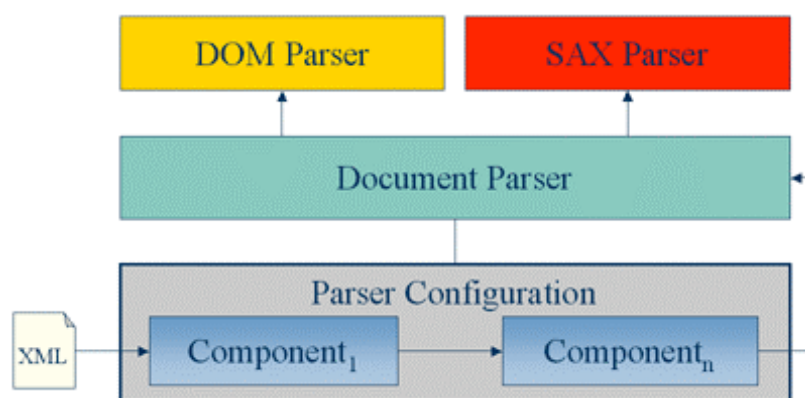 DOM Parser
SAX Parser
Document Parser
Parser Configuration
XML
Component₁
Componentₙ